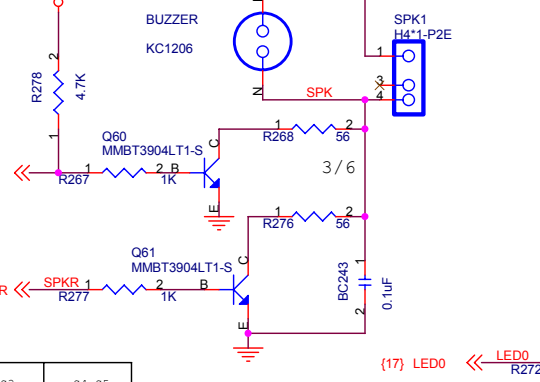 BUZZER
KC1206
SPK1
H4*1-P2E
1
3
4
N
SPK
R278
4.7K
2
1
Q60
MMBT3904LT1-S
C
B
E
R267
1
2
1K
R268
1
2
56
3/6
R276
1
2
56
Q61
MMBT3904LT1-S
C
B
E
R
SPKR
R277
1
2
1K
BC243
0.1uF
1
2
{17}
LED0
LED0
R272